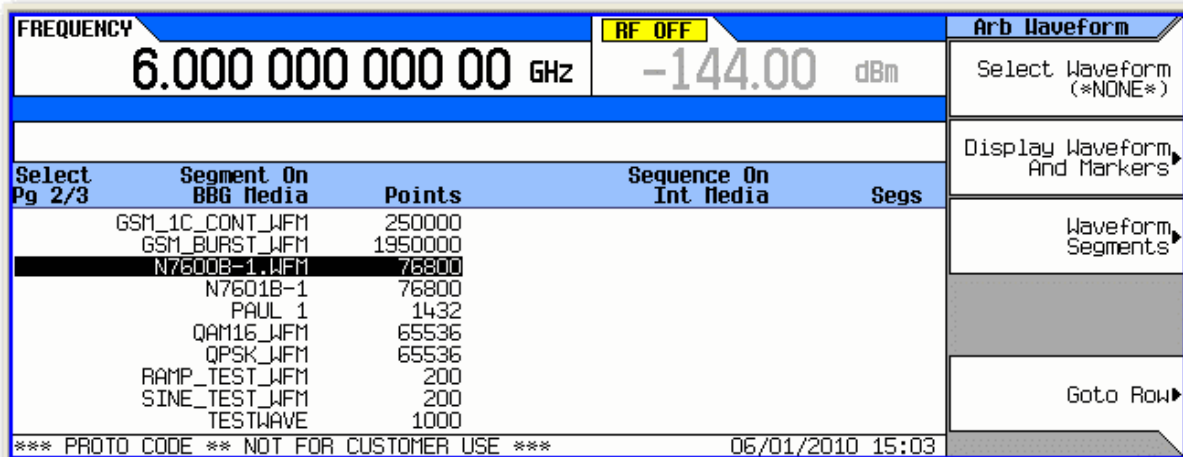 FREQUENCY
RF OFF
Arb Waveform
6.000 000 000 00 GHz
-144.00 dBm
Select Waveform
(*NONE*)
Display Waveform
And Markers
Waveform
Segments
Goto Row
Select
Pg 2/3
Segment On
BBG Media
Points
Sequence On
Int Media
Segs
GSM_1C_CONT_WFM 250000
GSM_BURST_WFM 1950000
N7600B-1.WFM 76800
N7601B-1 76800
PAUL 1 1432
QAM16_WFM 65536
QPSK_WFM 65536
RAMP_TEST_WFM 200
SINE_TEST_WFM 200
TESTWAVE 1000
*** PROTO CODE ** NOT FOR CUSTOMER USE *** 06/01/2010 15:03